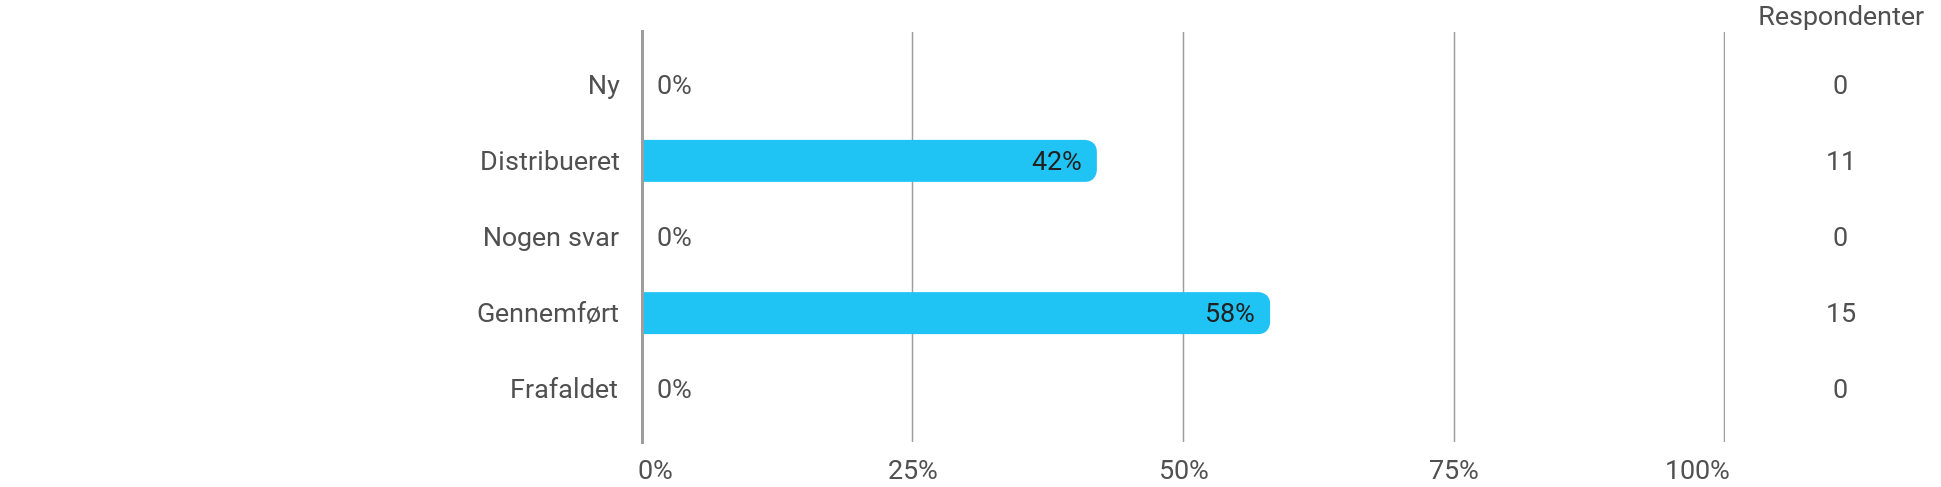 Respondenter
Ny 0% 0
Distribueret 42% 11
Nogen svar 0% 0
Gennemført 58% 15
Frafaldet 0% 0
0% 25% 50% 75% 100%